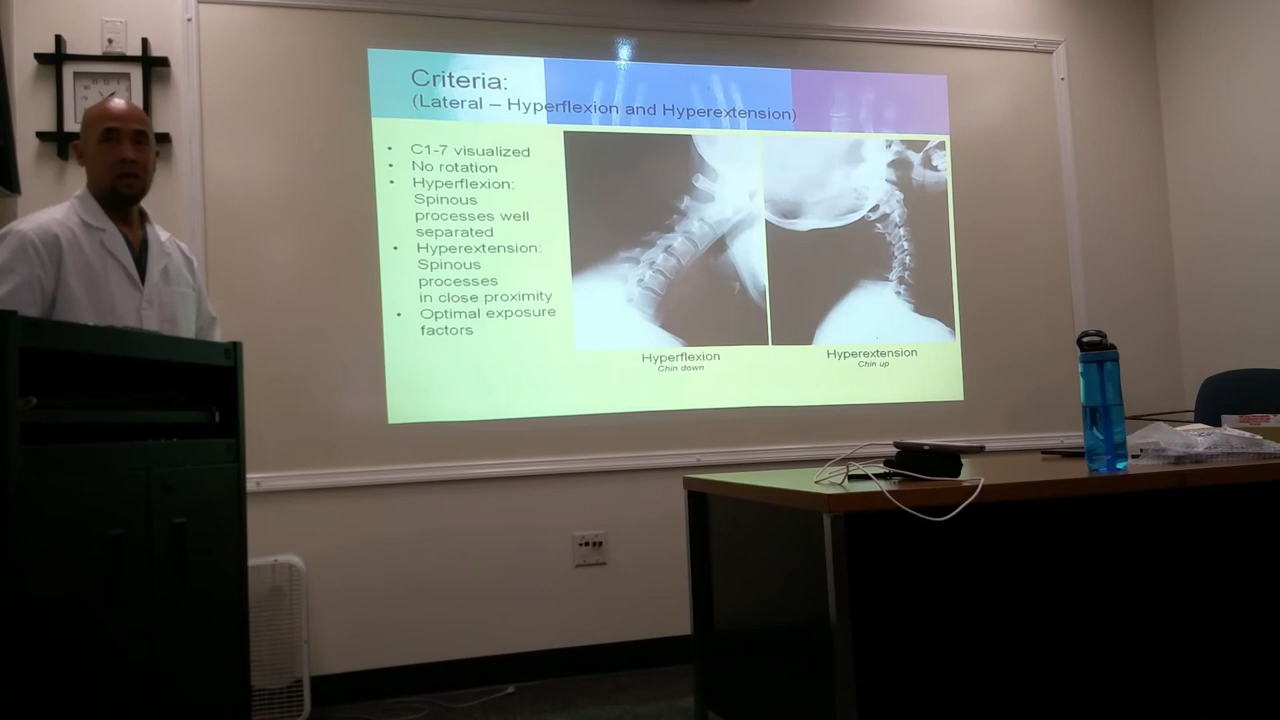 Criteria:
(Lateral – Hyperflexion and Hyperextension)
• C1-7 visualized
• No rotation
• Hyperflexion:
Spinous
processes well
separated
• Hyperextension:
Spinous
processes
in close proximity
• Optimal exposure
factors
Hyperflexion
Chin down
Hyperextension
Chin up